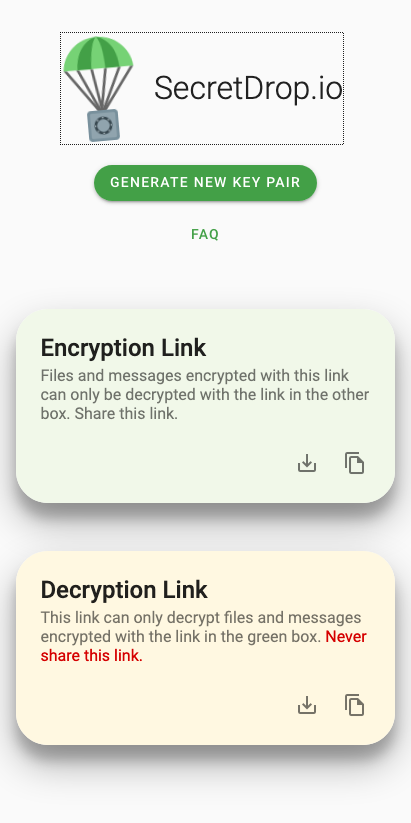 SecretDrop.io
GENERATE NEW KEY PAIR
FAQ
Encryption Link
Files and messages encrypted with this link
can only be decrypted with the link in the other
box. Share this link.
Decryption Link
This link can only decrypt files and messages
encrypted with the link in the green box. Never
share this link.